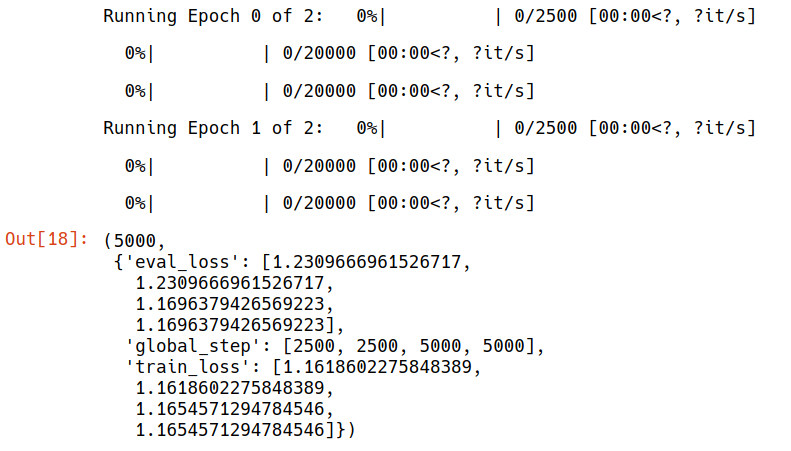 Running Epoch 0 of 2:   0%|          | 0/2500 [00:00<?, ?it/s]
0%|          | 0/20000 [00:00<?, ?it/s]
0%|          | 0/20000 [00:00<?, ?it/s]
Running Epoch 1 of 2:   0%|          | 0/2500 [00:00<?, ?it/s]
0%|          | 0/20000 [00:00<?, ?it/s]
0%|          | 0/20000 [00:00<?, ?it/s]
Out[18]: (5000,
{'eval_loss': [1.2309666961526717,
1.2309666961526717,
1.1696379426569223,
1.1696379426569223],
'global_step': [2500, 2500, 5000, 5000],
'train_loss': [1.1618602275848389,
1.1618602275848389,
1.1654571294784546,
1.1654571294784546]})